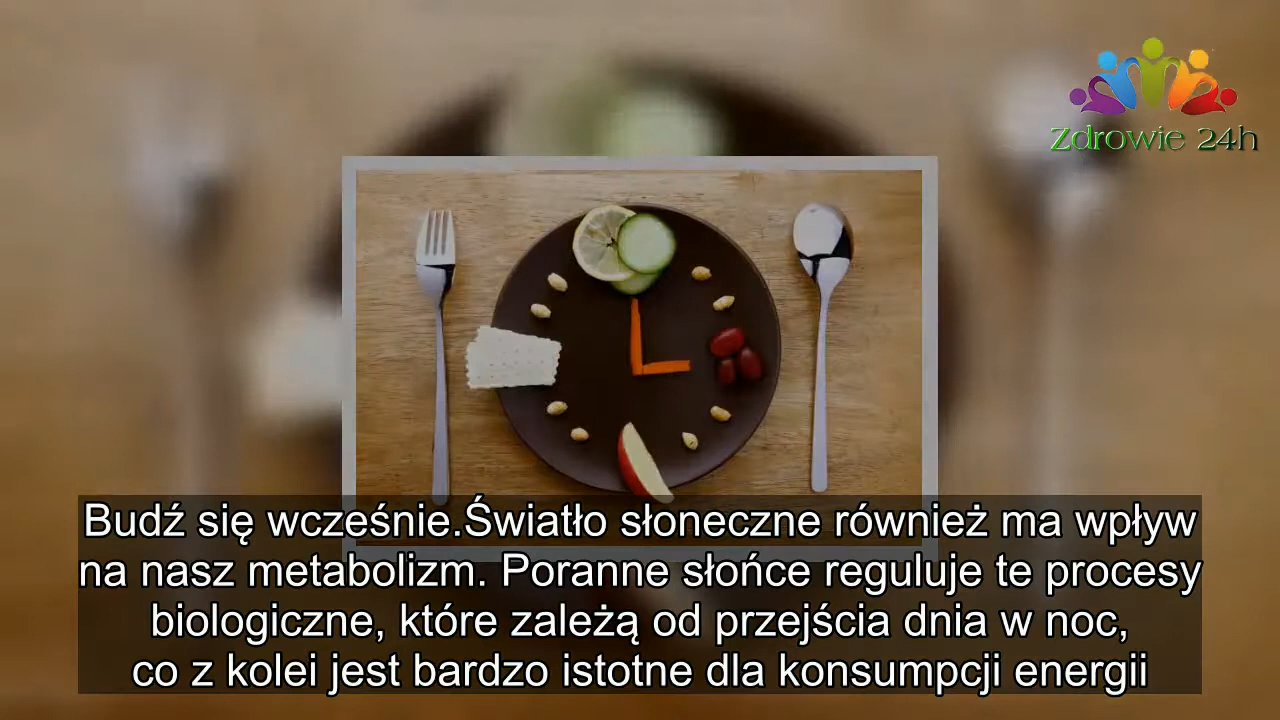 Zdrowie 24h
Budź się wcześnie.Światło słoneczne również ma wpływ
na nasz metabolizm. Poranne słońce reguluje te procesy
biologiczne, które zależą od przejścia dnia w noc,
co z kolei jest bardzo istotne dla konsumpcji energii